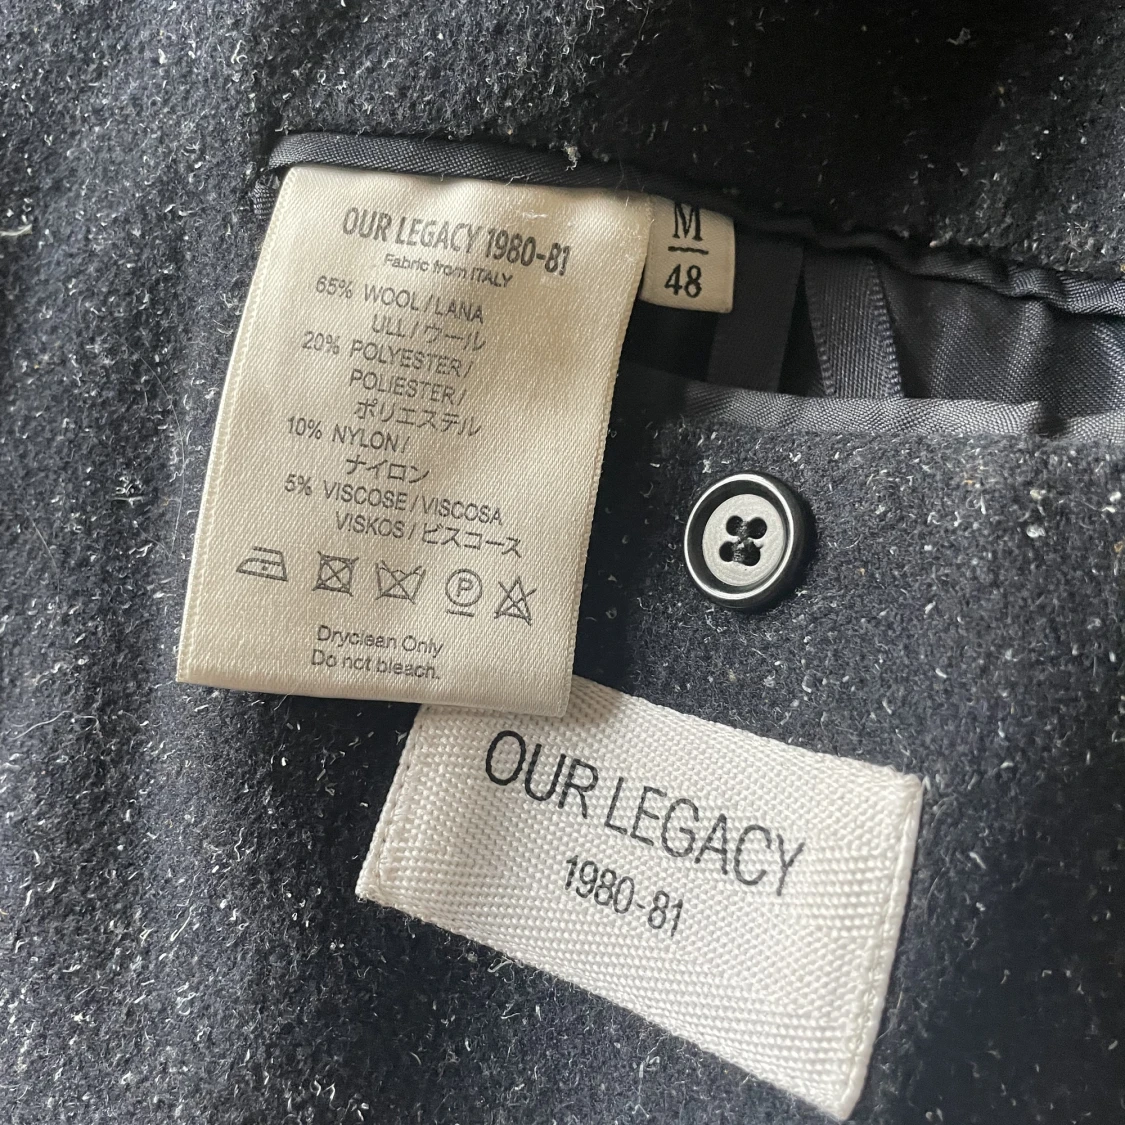 OUR LEGACY 1980-81
Fabric from ITALY
65% WOOL/LANA
ULL/ウール
20% POLYESTER/
POLIESTER/
ポリエステル
10% NYLON/
ナイロン
5% VISCOSE/VISCOSA
VISKOS/ビスコース
P
Dryclean Only
Do not bleach.
M
48
OUR LEGACY
1980-81